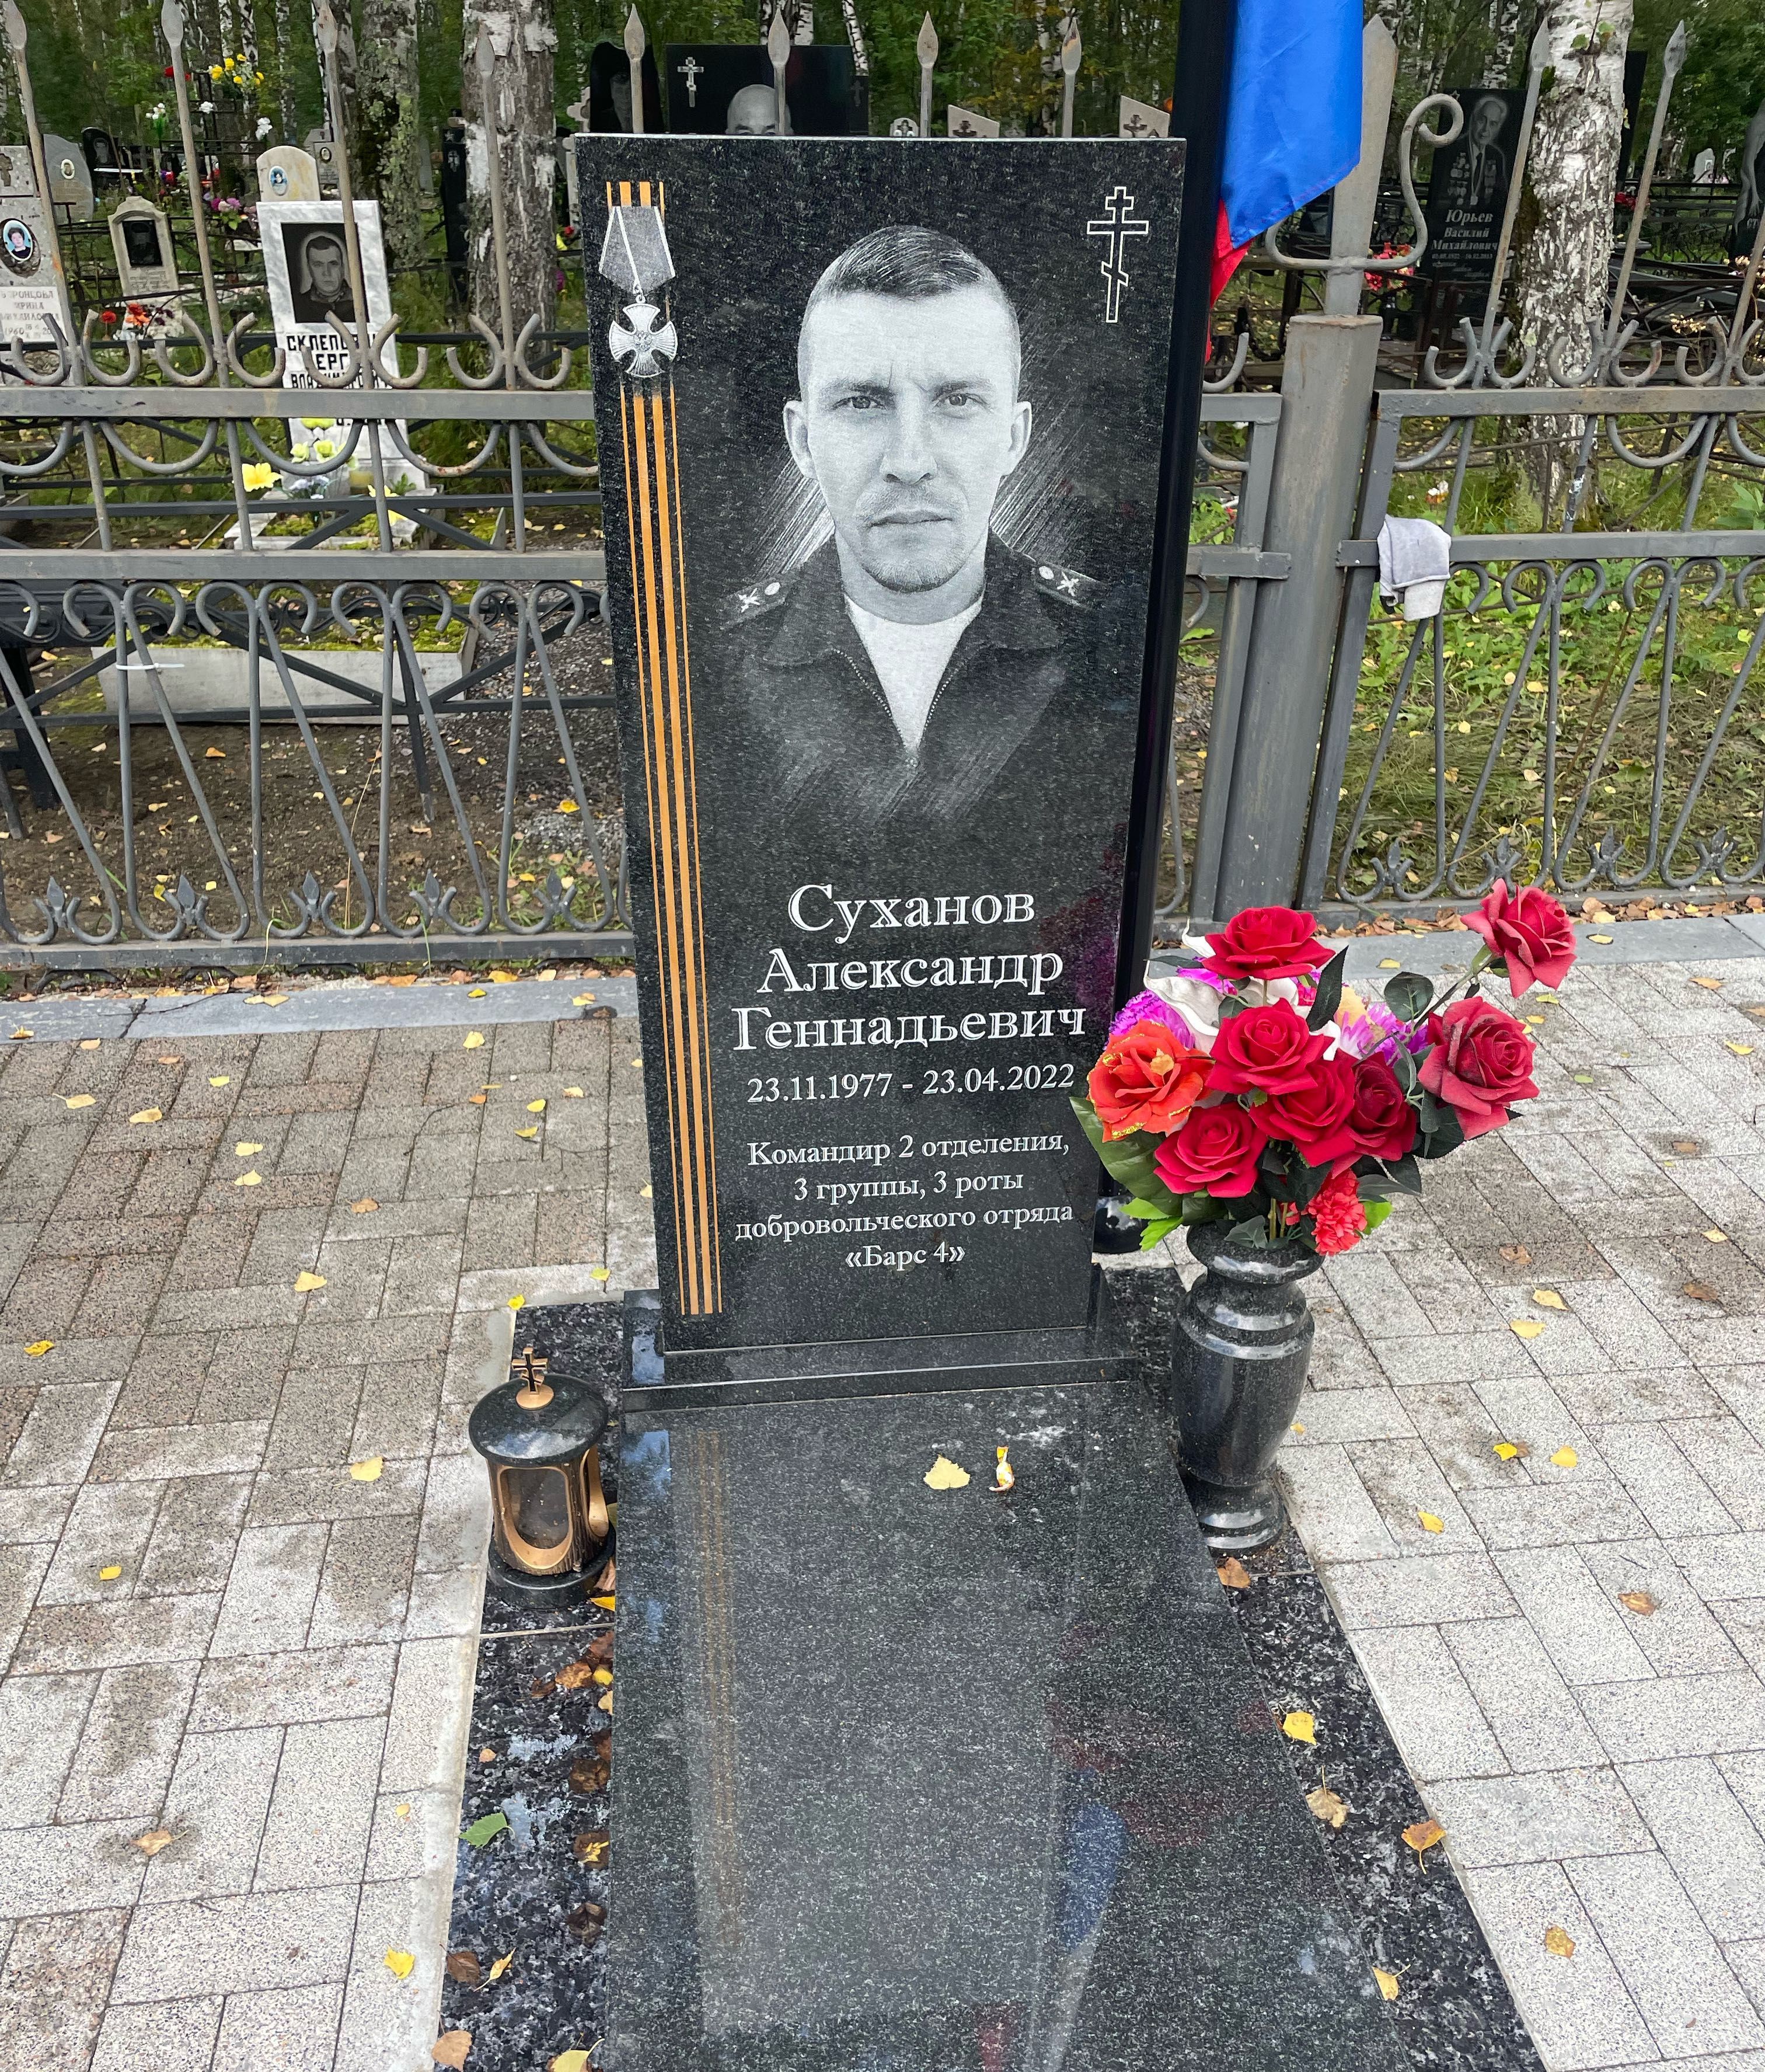 Суханов
Александр
Геннадьевич
23.11.1977 - 23.04.2022
Командир 2 отделения,
3 группы, 3 роты
добровольческого отряда
«Барс 4»
Юрьев
Василий
Михайлович